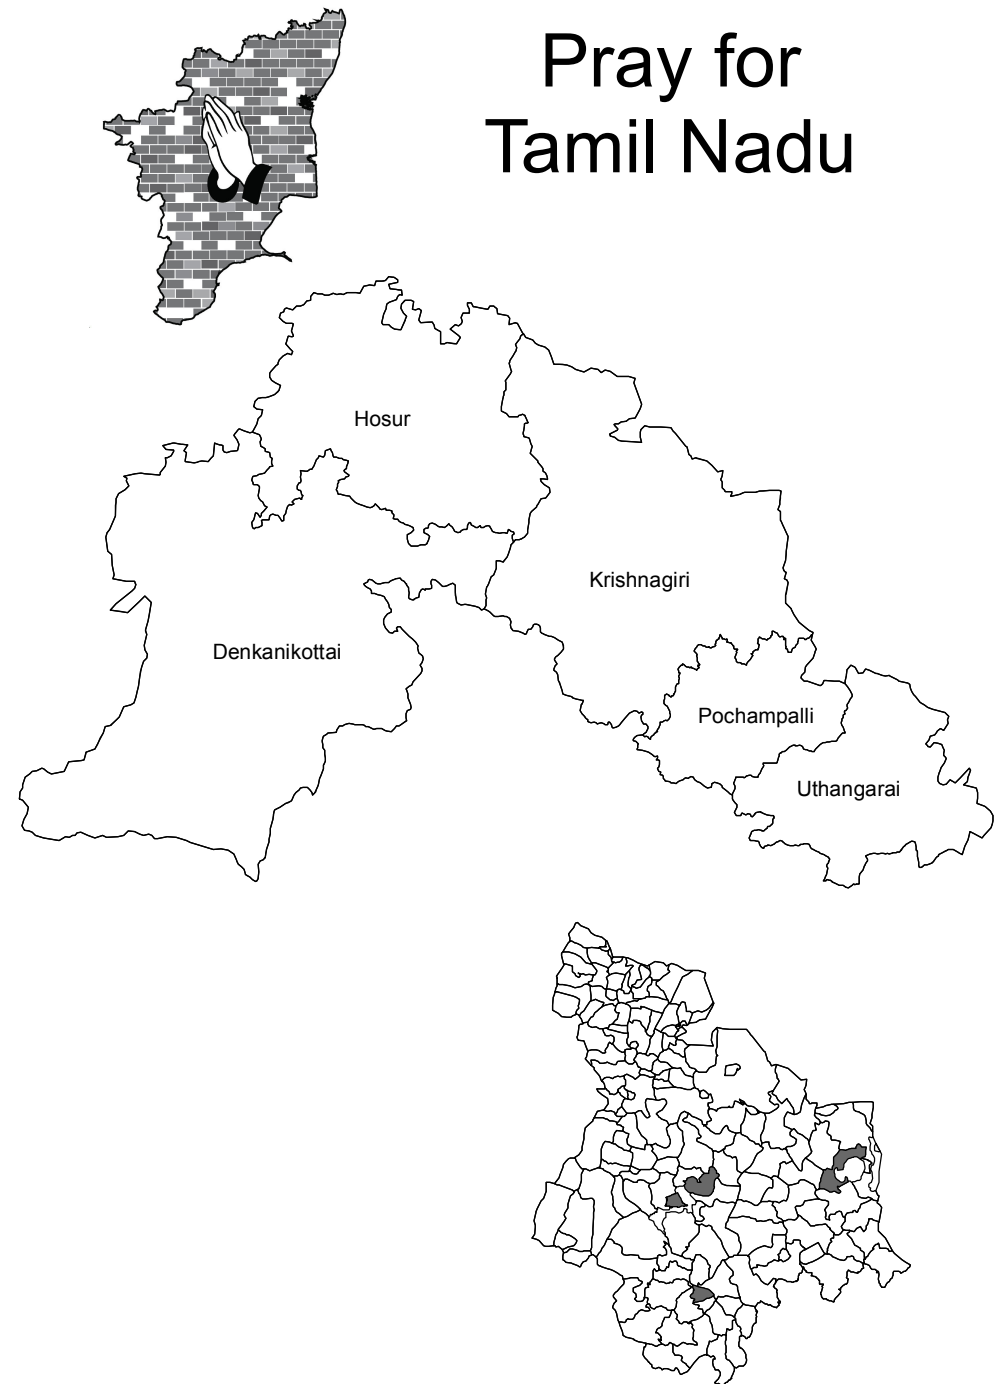 Pray for
Tamil Nadu
Hosur
Krishnagiri
Denkanikottai
Pochampalli
Uthangarai